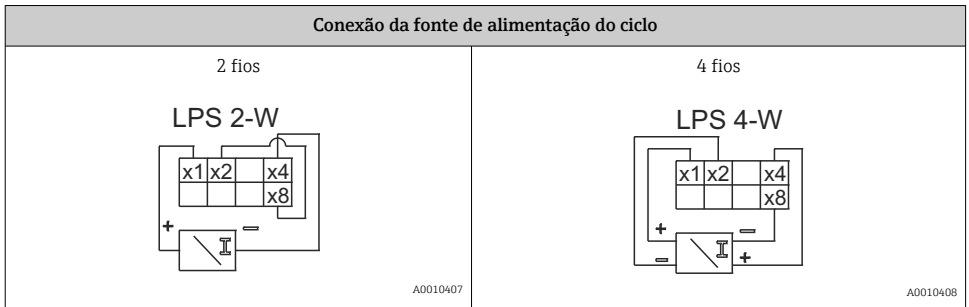 Conexão da fonte de alimentação do ciclo
2 fios
LPS 2-W
x1 x2 x4
x8
+ −
I
A0010407
4 fios
LPS 4-W
x1 x2 x4
x8
+ −
− I +
A0010408